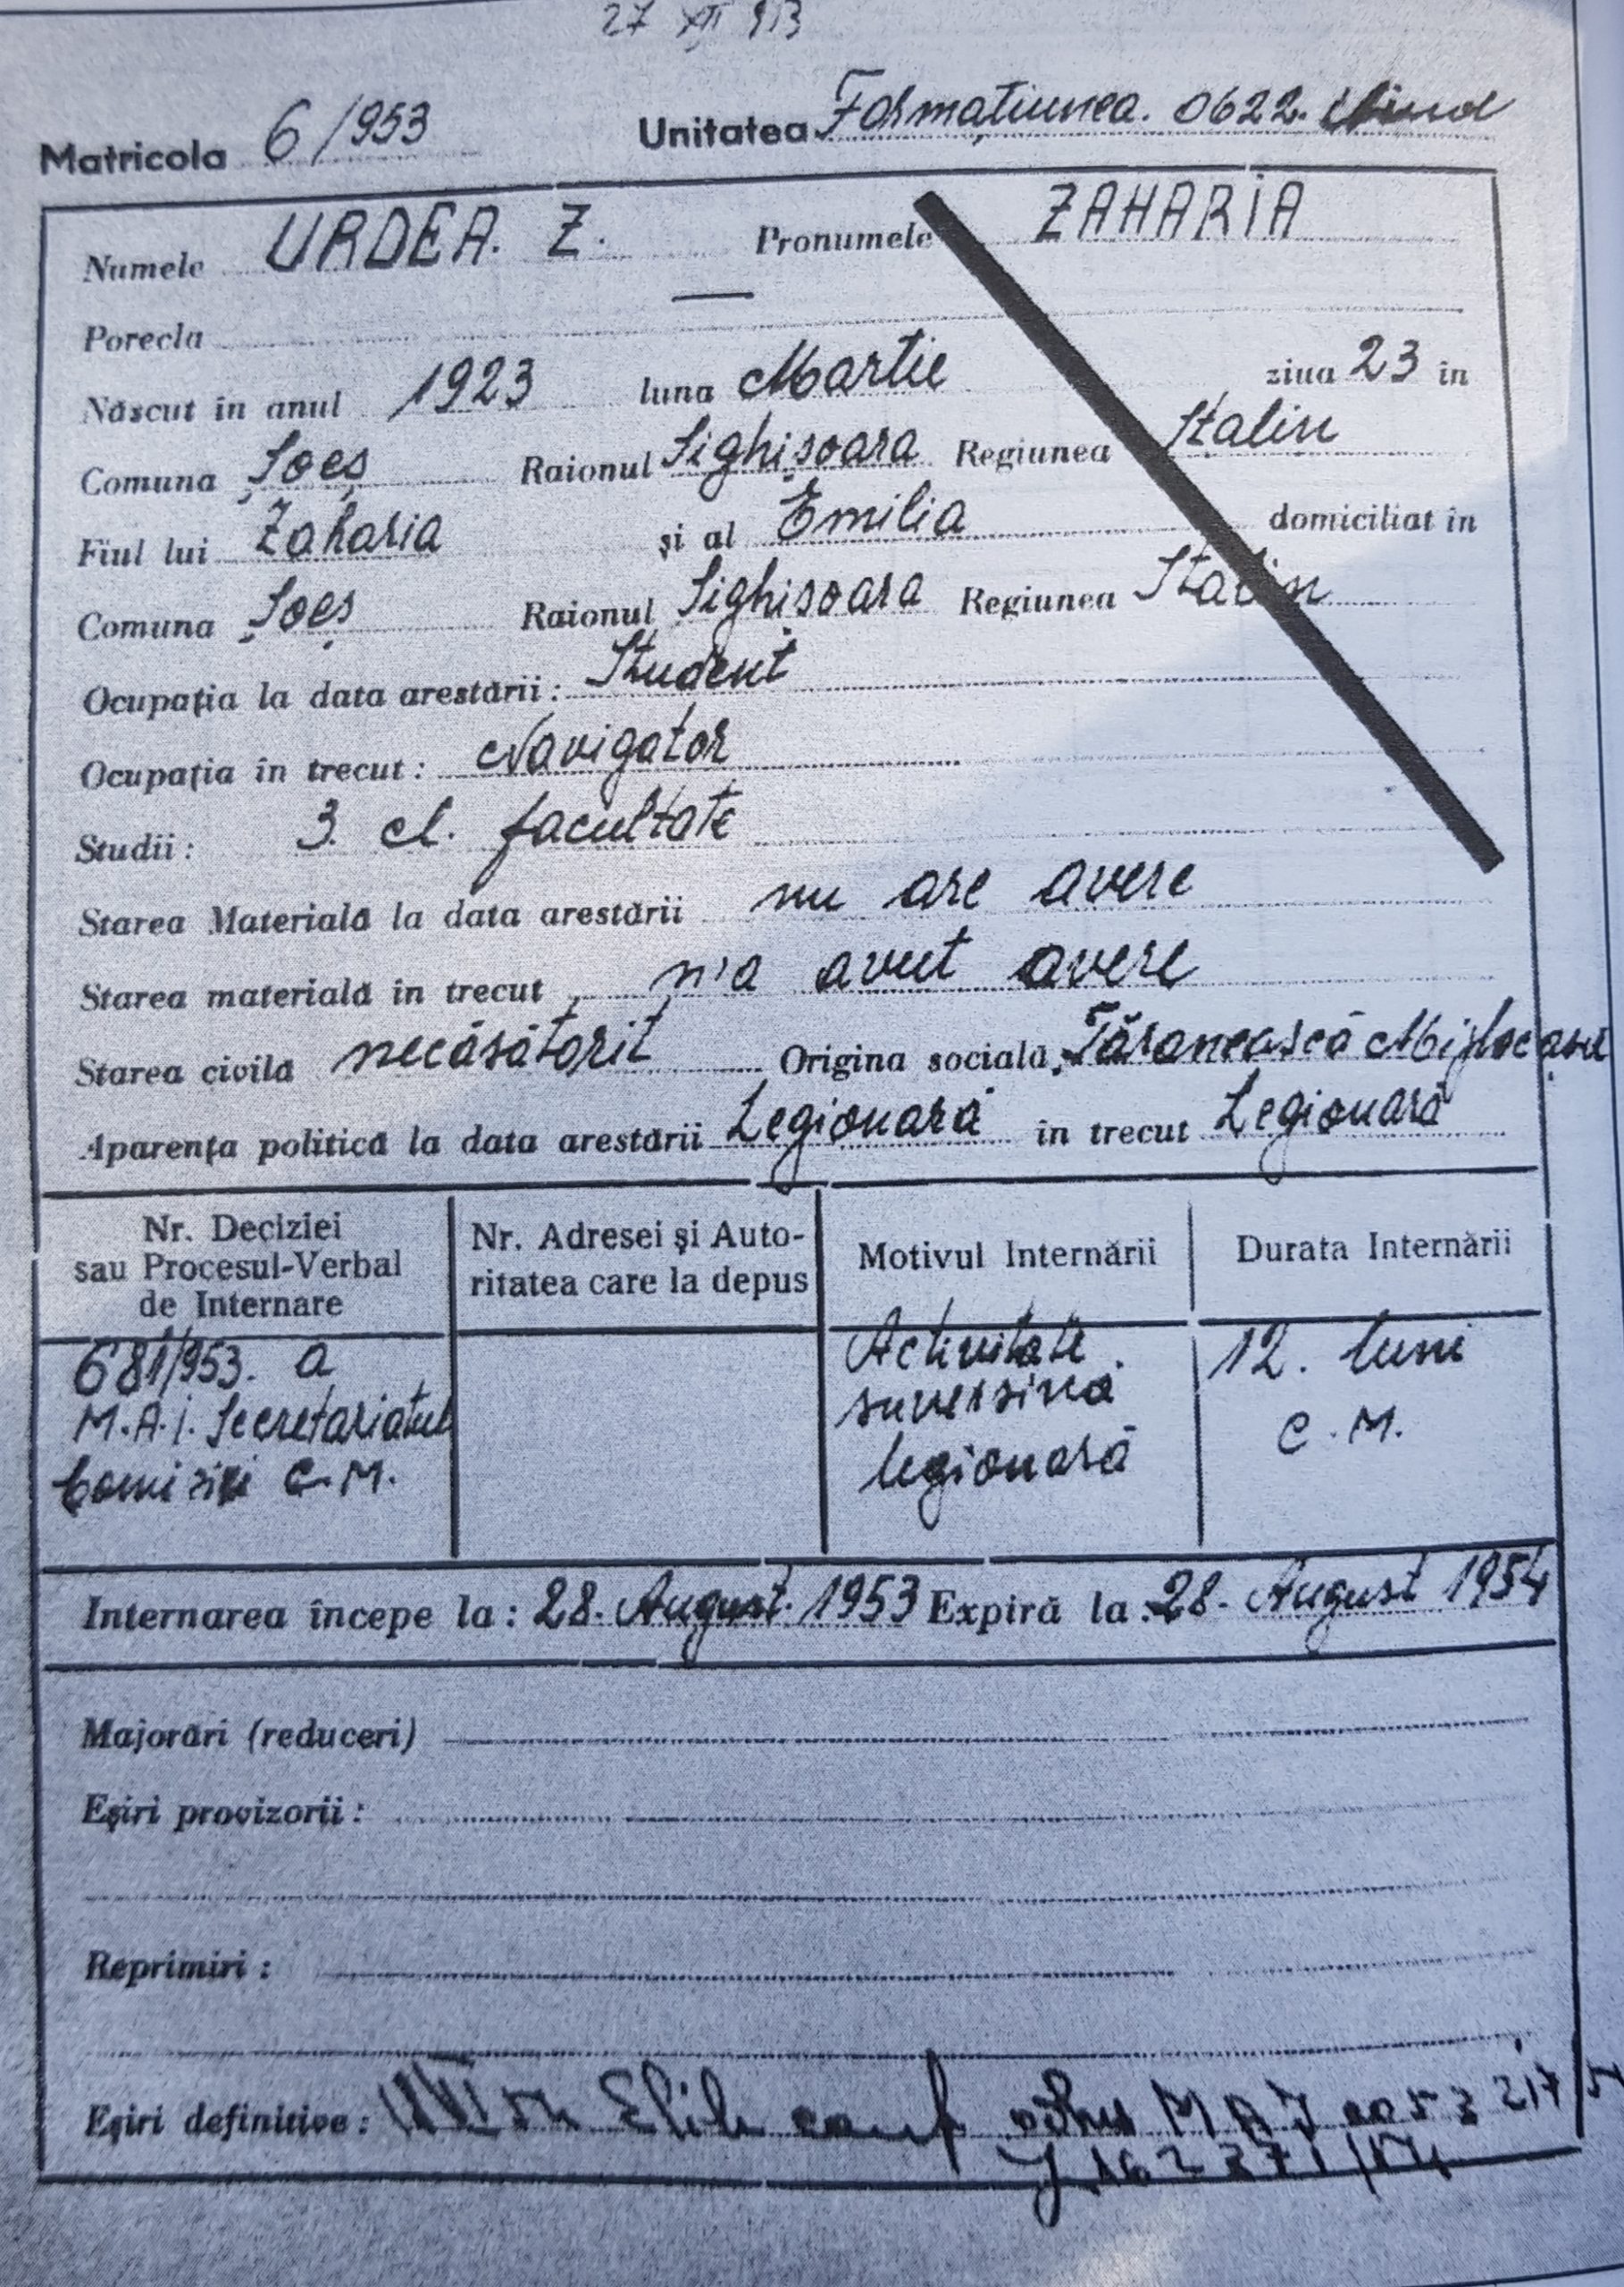 27 XII 953
Matricola 6/953 Unitatea Formațiunea. 0622.
Numele URDEA. Z. Pronumele ZAHARIA
Porecla —
Născut în anul 1923 luna Martie ziua 23 în
Comuna Șoeș Raionul Sighișoara Regiunea Stalin
Fiul lui Zaharia și al Emilia domiciliat în
Comuna Șoeș Raionul Sighișoara Regiunea Stalin
Ocupația la data arestării: Student
Ocupația în trecut: Navigator
Studii: 3. cl. facultate
Starea Materială la data arestării nu are avere
Starea materială în trecut n'a avut avere
Starea civilă necăsătorit Origina socială: Țărănească
Aparența politică la data arestării Legionară în trecut Legionară
Nr. Deciziei
sau Procesul-Verbal
de Internare
Nr. Adresei și Auto-
ritatea care la depus
Motivul Internării
Durata Internării
681/953. a
M.A.I. Secretariatul
Comiziei C.M.
Activitate
suversivă
legionară
12. luni
C.M.
Internarea începe la: 28. August. 1953 Expiră la: 28. August 1954
Majorări (reduceri)
Eșiri provizorii:
Reprimiri:
Eșiri definitive: conf M A I